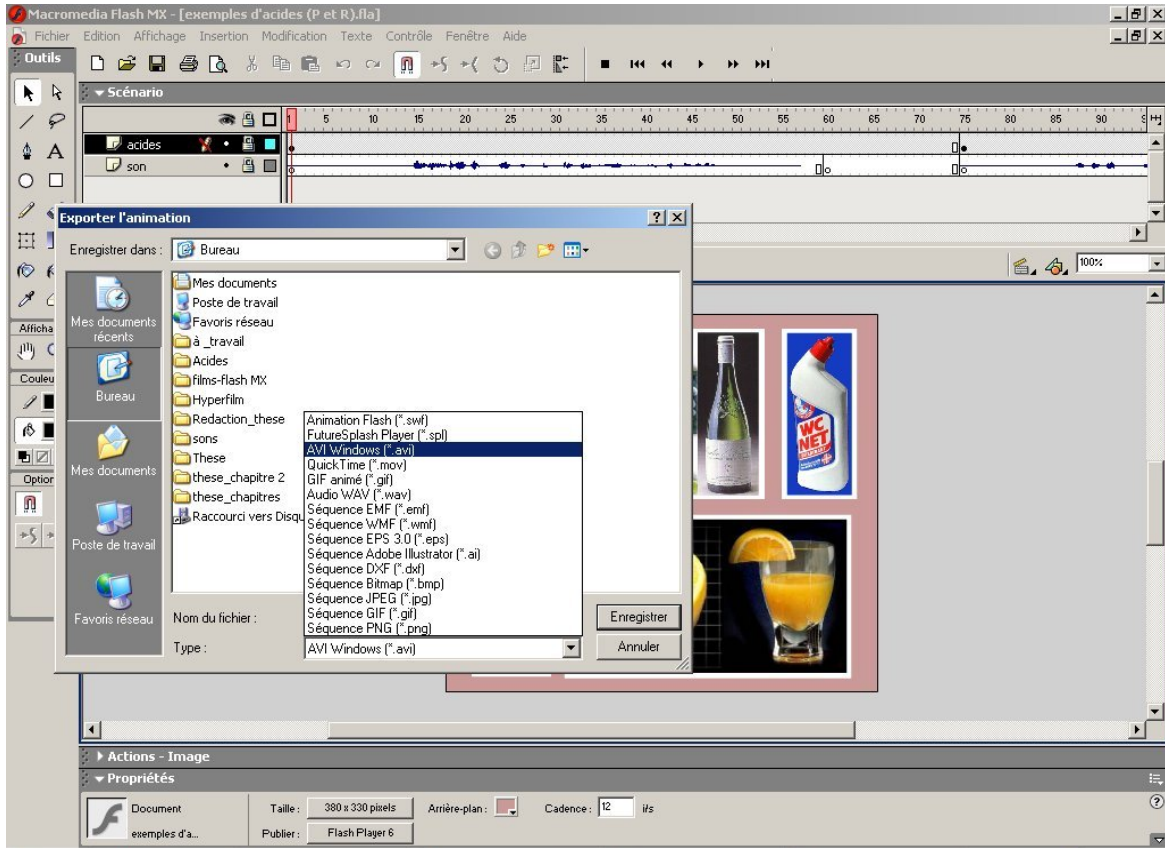 Macromedia Flash MX - [exemples d'acides (P et R).fla]
Fichier Edition Affichage Insertion Modification Texte Contrôle Fenêtre Aide
Outils
Scénario
1 5 10 15 20 25 30 35 40 45 50 55 60 65 70 75 80 85 90 9
acides
son
Exporter l'animation
Enregistrer dans : Bureau
100%
Mes documents récents
Bureau
Mes documents
Poste de travail
Favoris réseau
Mes documents
Poste de travail
Favoris réseau
à _travail
Acides
films-flash MX
Hyperfilm
Redaction_these
sons
These
these_chapitre 2
these_chapitres
Raccourci vers Disqu
Animation Flash (*.swf)
FutureSplash Player (*.spl)
AVI Windows (*.avi)
QuickTime (*.mov)
GIF animé (*.gif)
Audio WAV (*.wav)
Séquence EMF (*.emf)
Séquence WMF (*.wmf)
Séquence EPS 3.0 (*.eps)
Séquence Adobe Illustrator (*.ai)
Séquence DXF (*.dxf)
Séquence Bitmap (*.bmp)
Séquence JPEG (*.jpg)
Séquence GIF (*.gif)
Séquence PNG (*.png)
Nom du fichier :
Enregistrer
Type : AVI Windows (*.avi)
Annuler
Afficha
Couleu
Option
WC NET
Actions - Image
Propriétés
Document
exemples d'a...
Taille : 380 x 330 pixels
Arrière-plan :
Cadence : 12 i/s
Publier : Flash Player 6